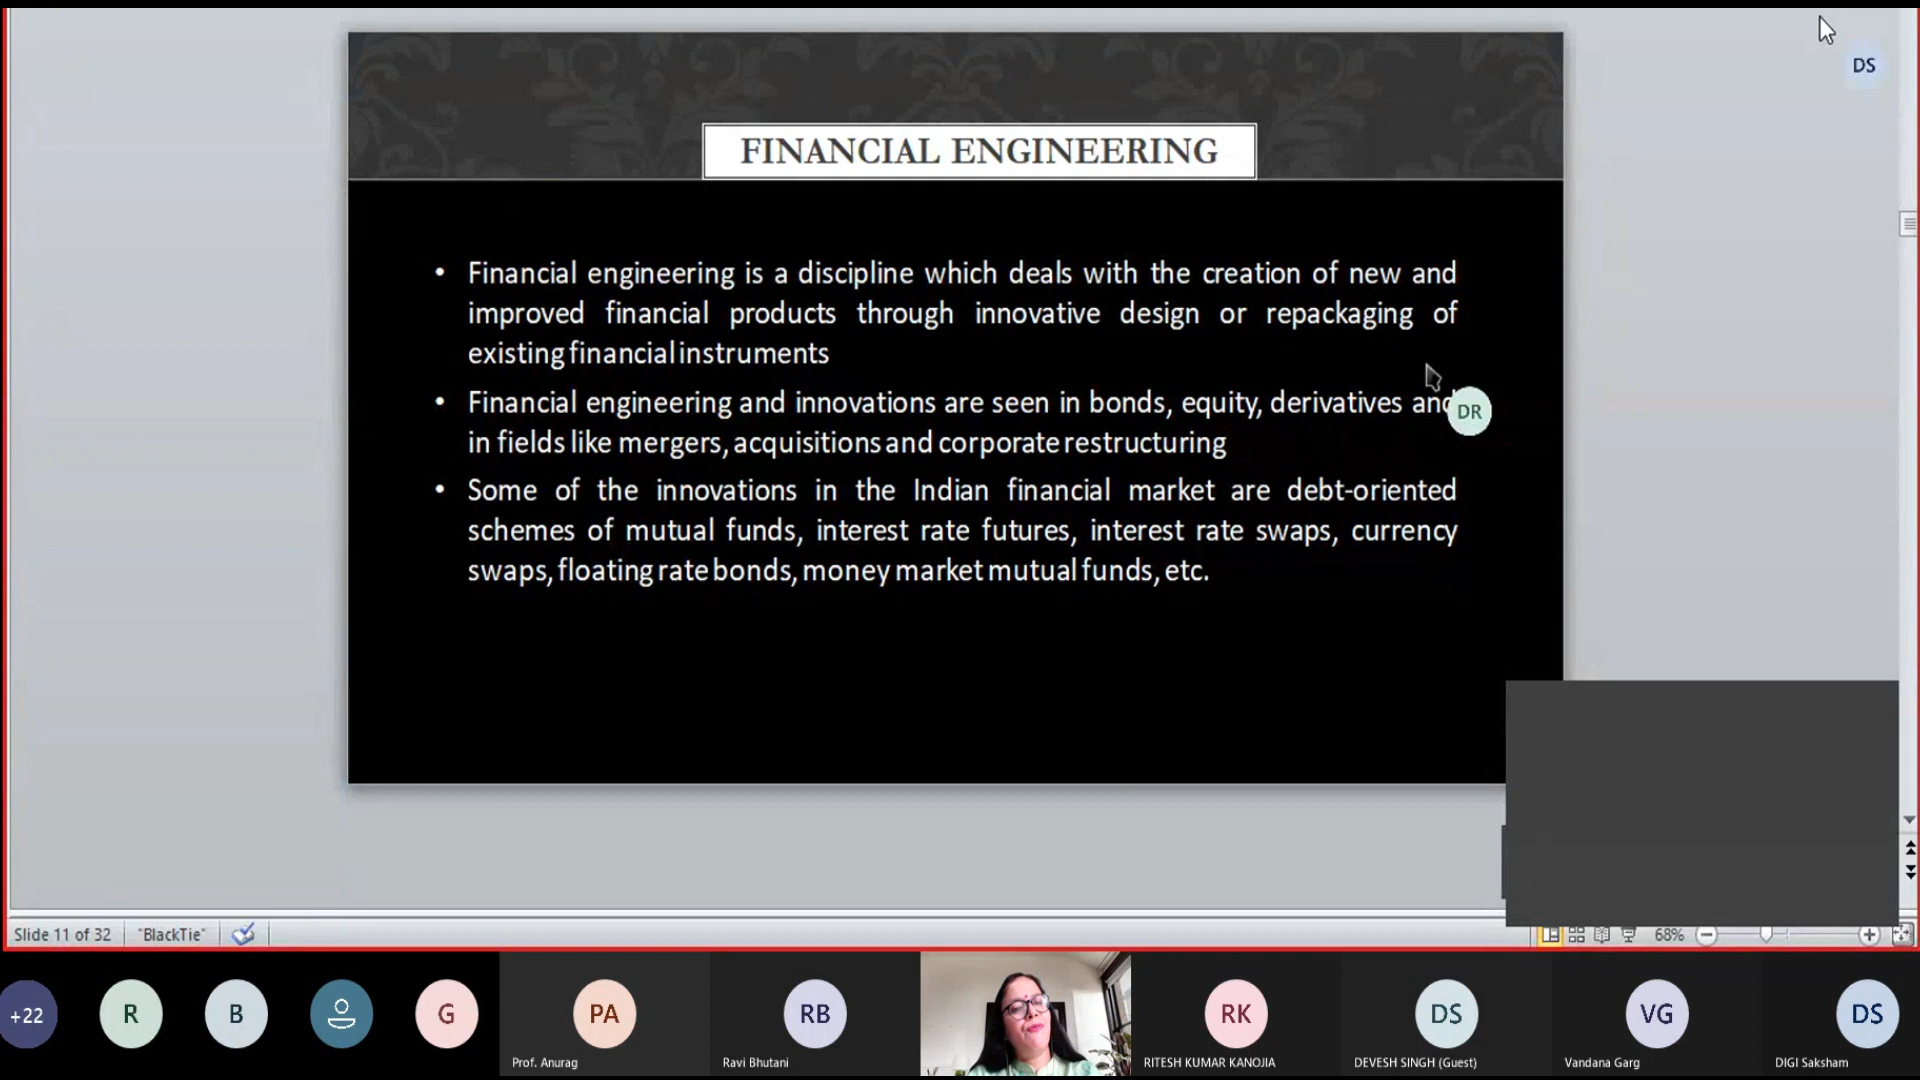 DS
FINANCIAL ENGINEERING
• Financial engineering is a discipline which deals with the creation of new and
improved financial products through innovative design or repackaging of
existing financial instruments
• Financial engineering and innovations are seen in bonds, equity, derivatives and
DR
in fields like mergers, acquisitions and corporate restructuring
• Some of the innovations in the Indian financial market are debt-oriented
schemes of mutual funds, interest rate futures, interest rate swaps, currency
swaps, floating rate bonds, money market mutual funds, etc.
Slide 11 of 32 "BlackTie" 68%
+22 R B G PA RB RK DS VG DS
Prof. Anurag Ravi Bhutani RITESH KUMAR KANOJIA DEVESH SINGH (Guest) Vandana Garg DIGI Saksham